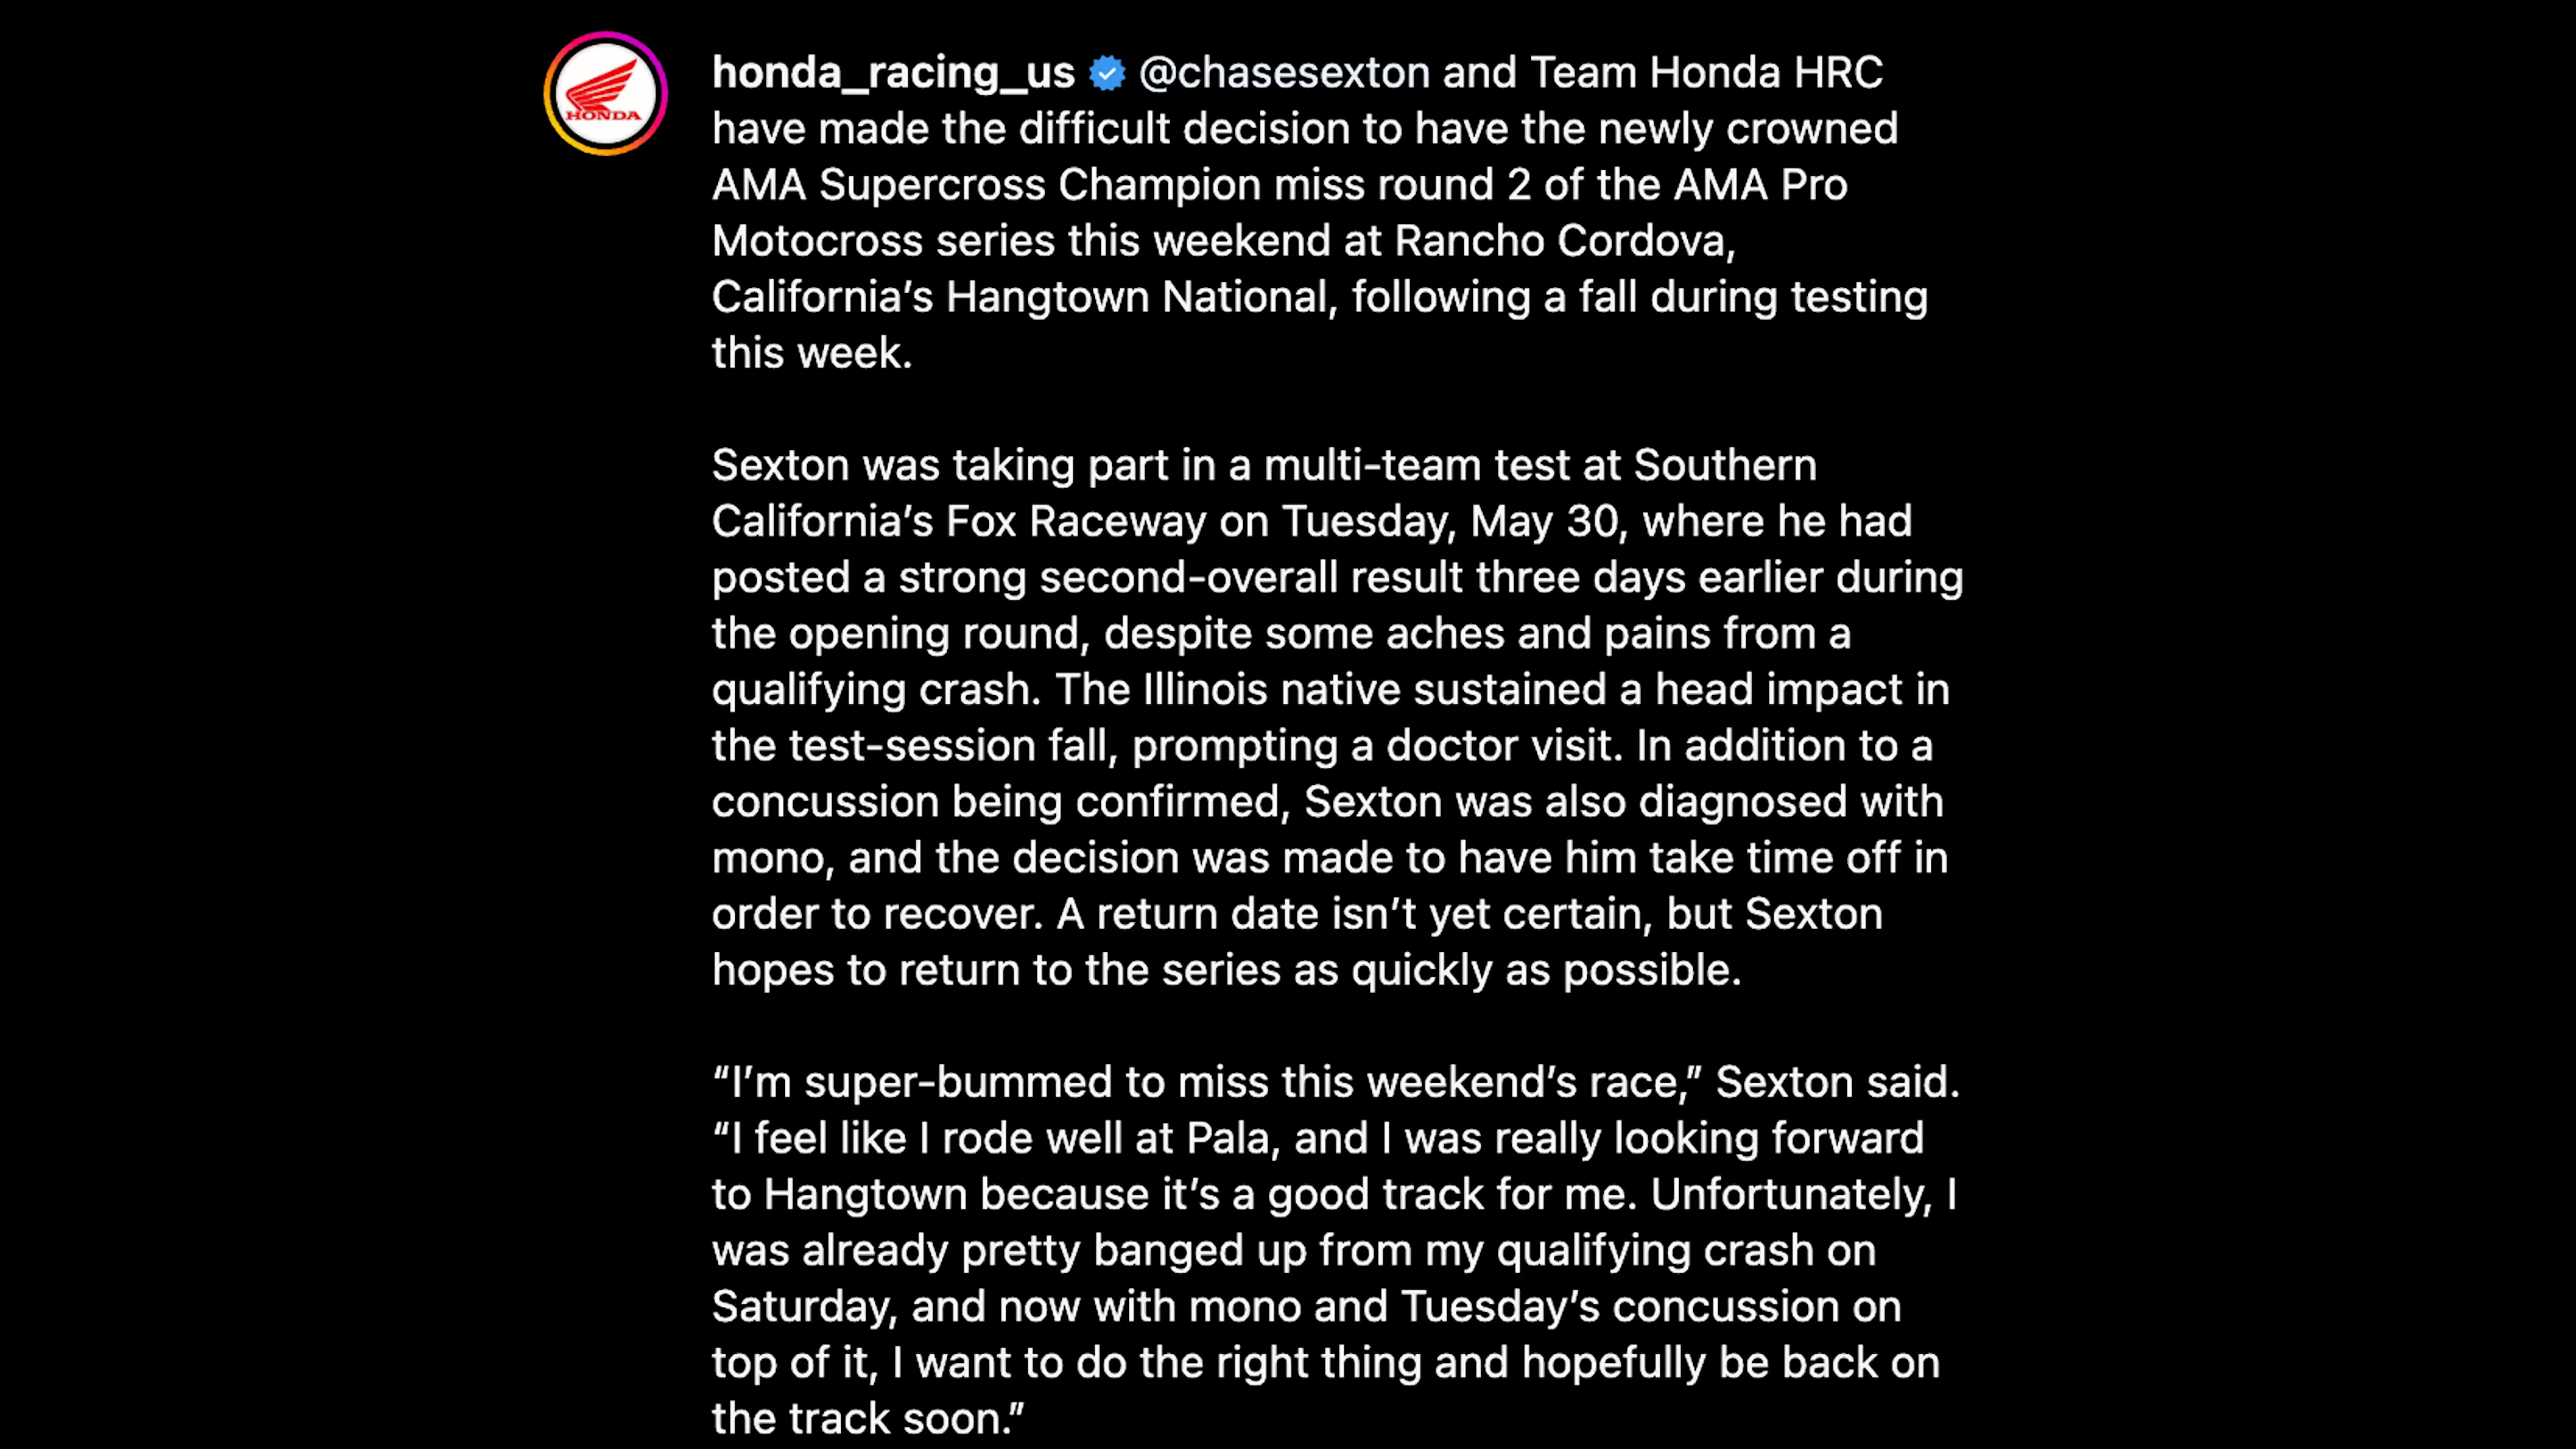 HONDA
honda_racing_us @chasesexton and Team Honda HRC
have made the difficult decision to have the newly crowned
AMA Supercross Champion miss round 2 of the AMA Pro
Motocross series this weekend at Rancho Cordova,
California’s Hangtown National, following a fall during testing
this week.
Sexton was taking part in a multi-team test at Southern
California’s Fox Raceway on Tuesday, May 30, where he had
posted a strong second-overall result three days earlier during
the opening round, despite some aches and pains from a
qualifying crash. The Illinois native sustained a head impact in
the test-session fall, prompting a doctor visit. In addition to a
concussion being confirmed, Sexton was also diagnosed with
mono, and the decision was made to have him take time off in
order to recover. A return date isn’t yet certain, but Sexton
hopes to return to the series as quickly as possible.
“I’m super-bummed to miss this weekend’s race,” Sexton said.
“I feel like I rode well at Pala, and I was really looking forward
to Hangtown because it’s a good track for me. Unfortunately, I
was already pretty banged up from my qualifying crash on
Saturday, and now with mono and Tuesday’s concussion on
top of it, I want to do the right thing and hopefully be back on
the track soon.”